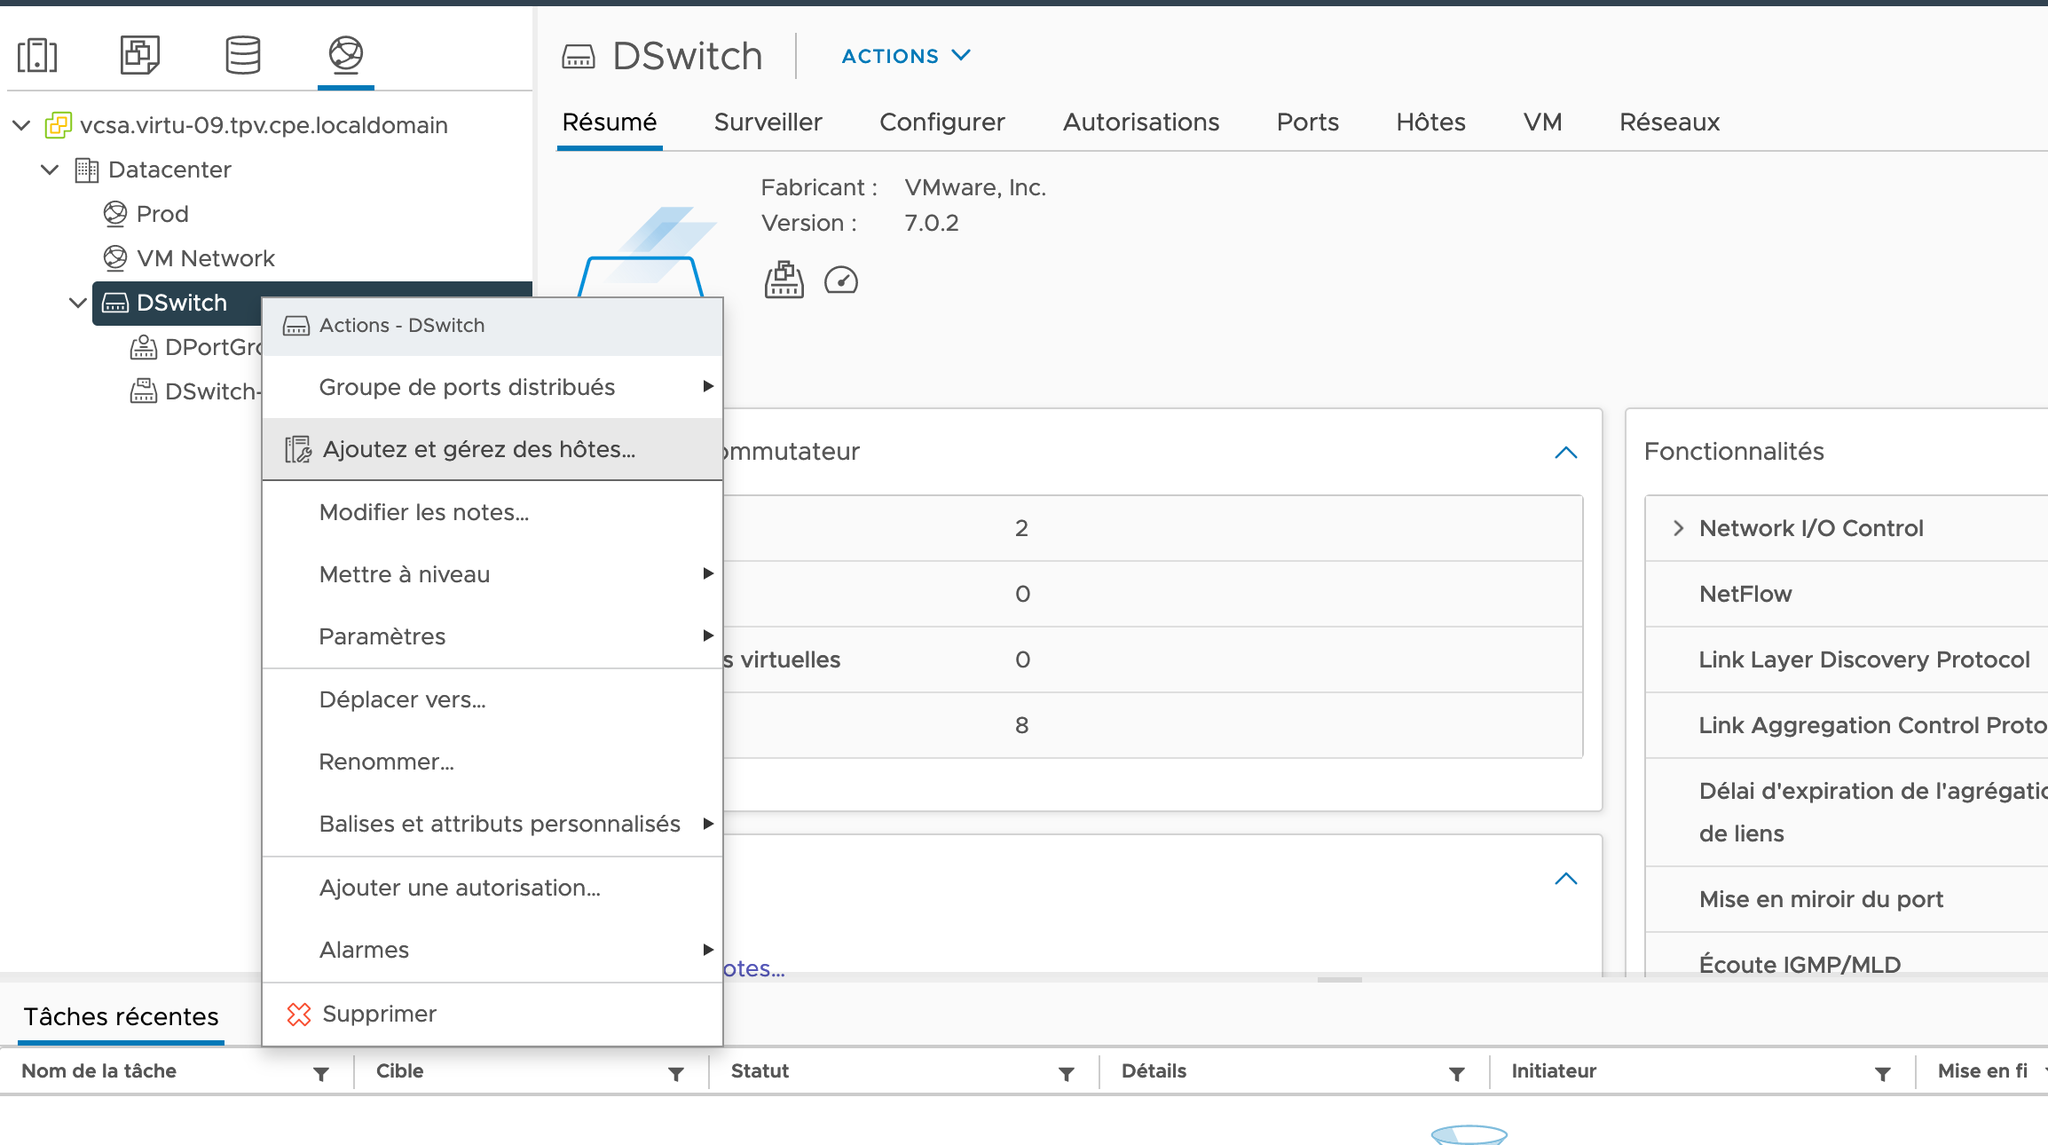 DSwitch
ACTIONS
vcsa.virtu-09.tpv.cpe.localdomain
Datacenter
Prod
VM Network
DSwitch
DPortGro
DSwitch-
Résumé Surveiller Configurer Autorisations Ports Hôtes VM Réseaux
Fabricant : VMware, Inc.
Version : 7.0.2
Actions - DSwitch
Groupe de ports distribués
Ajoutez et gérez des hôtes...
Modifier les notes...
Mettre à niveau
Paramètres
Déplacer vers...
Renommer...
Balises et attributs personnalisés
Ajouter une autorisation...
Alarmes
Supprimer
ommutateur
2
0
s virtuelles 0
8
otes...
Fonctionnalités
Network I/O Control
NetFlow
Link Layer Discovery Protocol
Link Aggregation Control Proto
Délai d'expiration de l'agrégatio
de liens
Mise en miroir du port
Écoute IGMP/MLD
Tâches récentes
Nom de la tâche Cible Statut Détails Initiateur Mise en fi